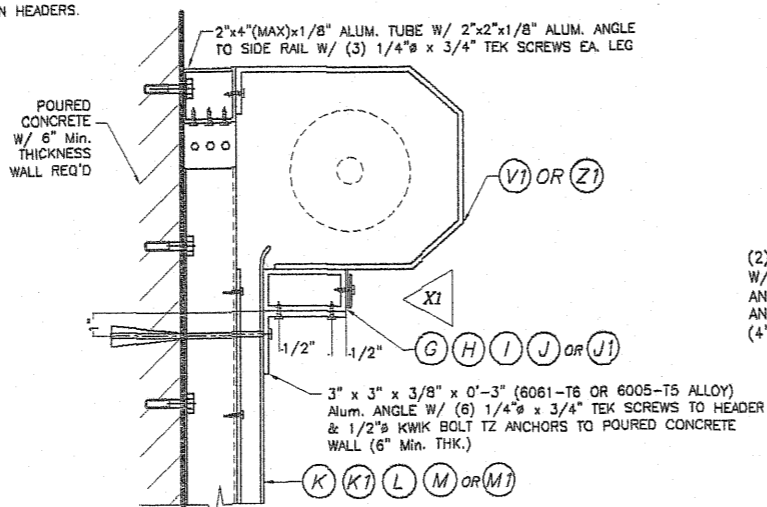 N HEADERS.
2"x4"(MAX)x1/8" ALUM. TUBE W/ 2"x2"x1/8" ALUM. ANGLE
TO SIDE RAIL W/ (3) 1/4"ø x 3/4" TEK SCREWS EA. LEG
POURED
CONCRETE
W/ 6" Min.
THICKNESS
WALL REQ'D
V1 OR Z1
(2)
W/
AN
AN
(4"
X1
1"
1/2" 1/2"
G H I J OR J1
3" x 3" x 3/8" x 0'-3" (6061-T6 OR 6005-T5 ALLOY)
Alum. ANGLE W/ (6) 1/4"ø x 3/4" TEK SCREWS TO HEADER
& 1/2"ø KWIK BOLT TZ ANCHORS TO POURED CONCRETE
WALL (6" Min. THK.)
K K1 L M OR M1